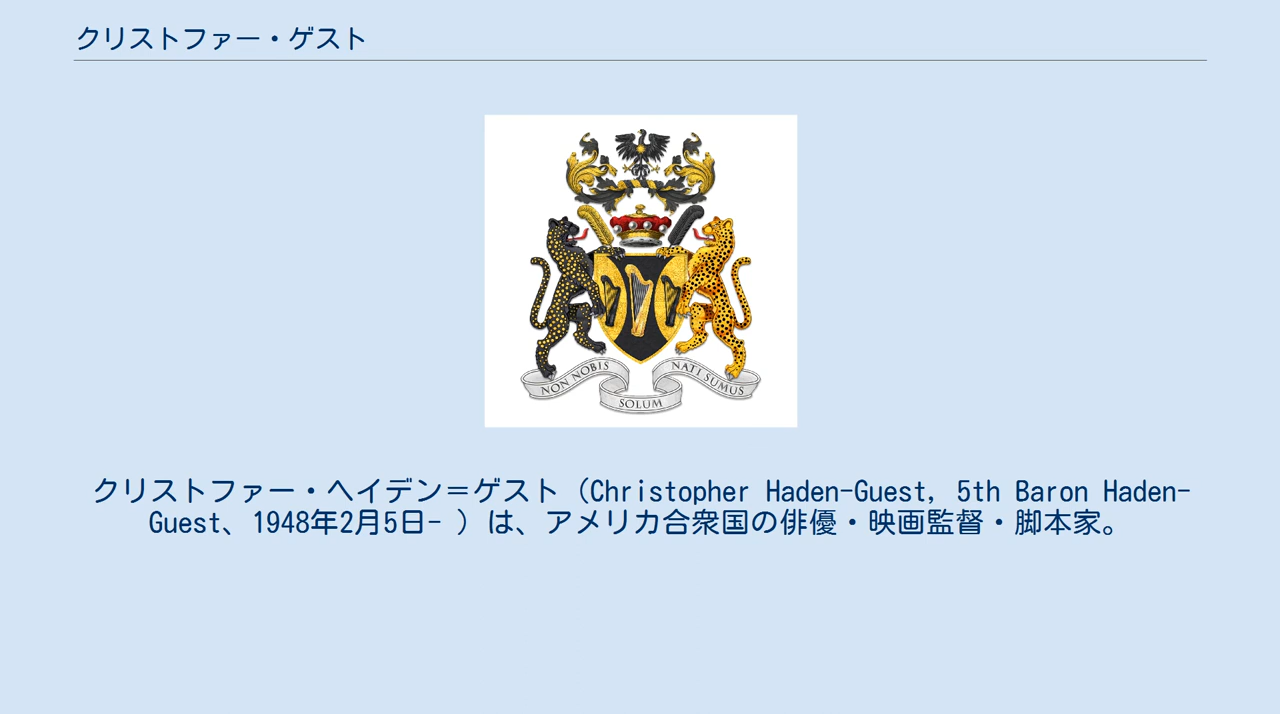 クリストファー・ゲスト
NON NOBIS
SOLUM
NATI SUMUS
クリストファー・ヘイデン＝ゲスト（Christopher Haden-Guest, 5th Baron Haden-
Guest、1948年2月5日- ）は、アメリカ合衆国の俳優・映画監督・脚本家。